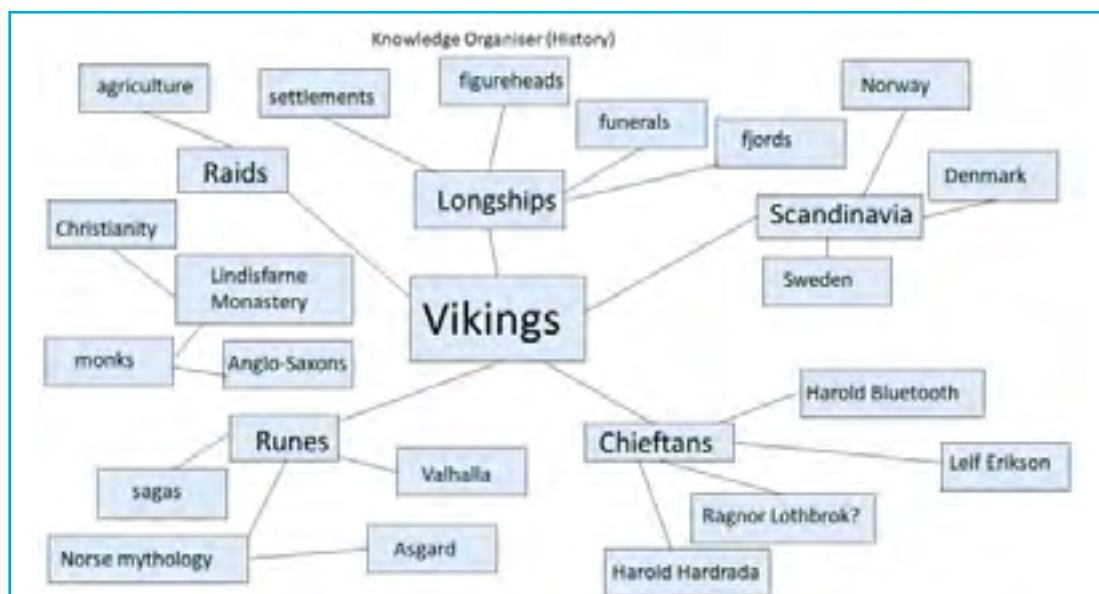 Knowledge Organiser (History)
agriculture
settlements
figureheads
funerals
fjords
Norway
Raids
Longships
Denmark
Scandinavia
Christianity
Lindisfarne
Monastery
Sweden
Vikings
monks
Anglo-Saxons
Harold Bluetooth
Runes
Chieftans
Leif Erikson
sagas
Valhalla
Ragnor Lothbrok?
Norse mythology
Asgard
Harold Hardrada